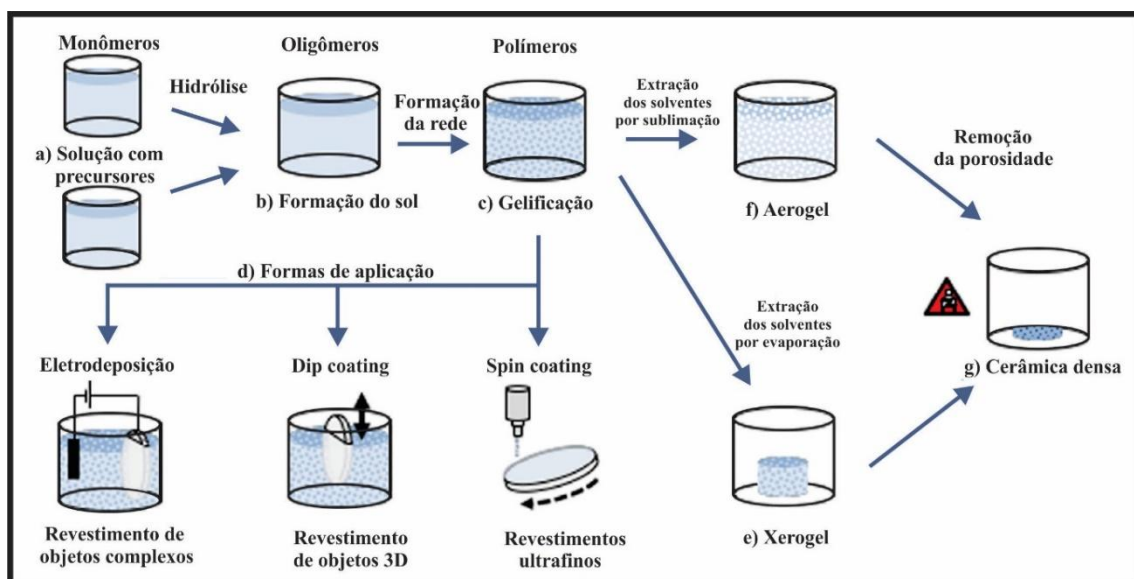 Monômeros
Oligômeros
Polímeros
Hidrólise
Formação
da rede
Extração
dos solventes
por sublimação
Remoção
da porosidade
a) Solução com
precursores
b) Formação do sol
c) Gelificação
f) Aerogel
d) Formas de aplicação
Extração
dos solventes
por evaporação
Eletrodeposição
Dip coating
Spin coating
g) Cerâmica densa
Revestimento de
objetos complexos
Revestimento
de objetos 3D
Revestimentos
ultrafinos
e) Xerogel